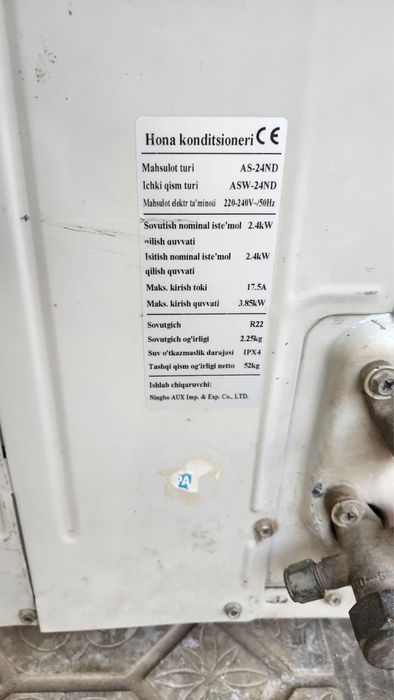 Hona konditsioneri CE
Mahsulot turi AS-24ND
Ichki qism turi ASW-24ND
Mahsulot elektr ta'minou 220-240V~/50Hz
Sovutish nominal iste'mol 2.4kW
qilish quvvati
Isitish nominal iste'mol 2.4kW
qilish quvvati
Maks. kirish toki 17.5A
Maks. kirish quvvati 3.85kW
Sovutgich R22
Sovutgich og'irligi 2.25kg
Suv o'tkazmaslik darajasi IPX4
Tashqi qism og'irligi netto 52kg
Ishlab chiqaruvchi:
Ningbo AUX Imp. & Exp. Co., LTD.